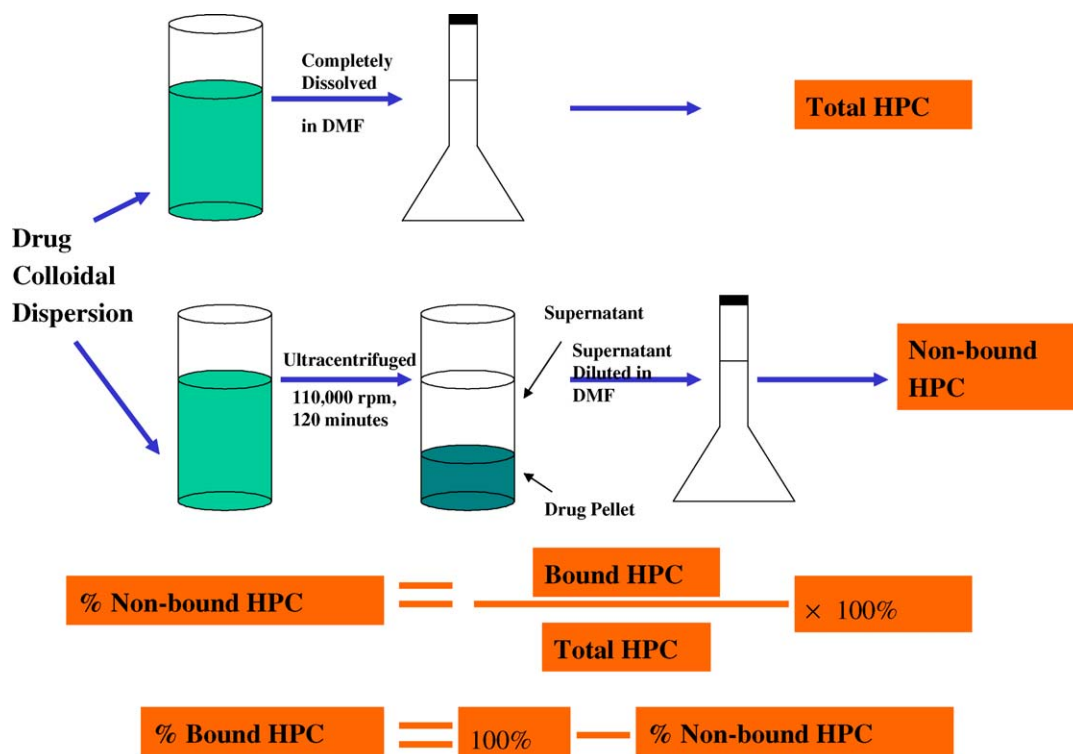 Completely
Dissolved
in DMF
Total HPC
Drug
Colloidal
Dispersion
Ultracentrifuged
110,000 rpm,
120 minutes
Supernatant
Supernatant
Diluted in
DMF
Drug Pellet
Non-bound
HPC
% Non-bound HPC
Bound HPC
Total HPC
× 100%
% Bound HPC
100%
% Non-bound HPC